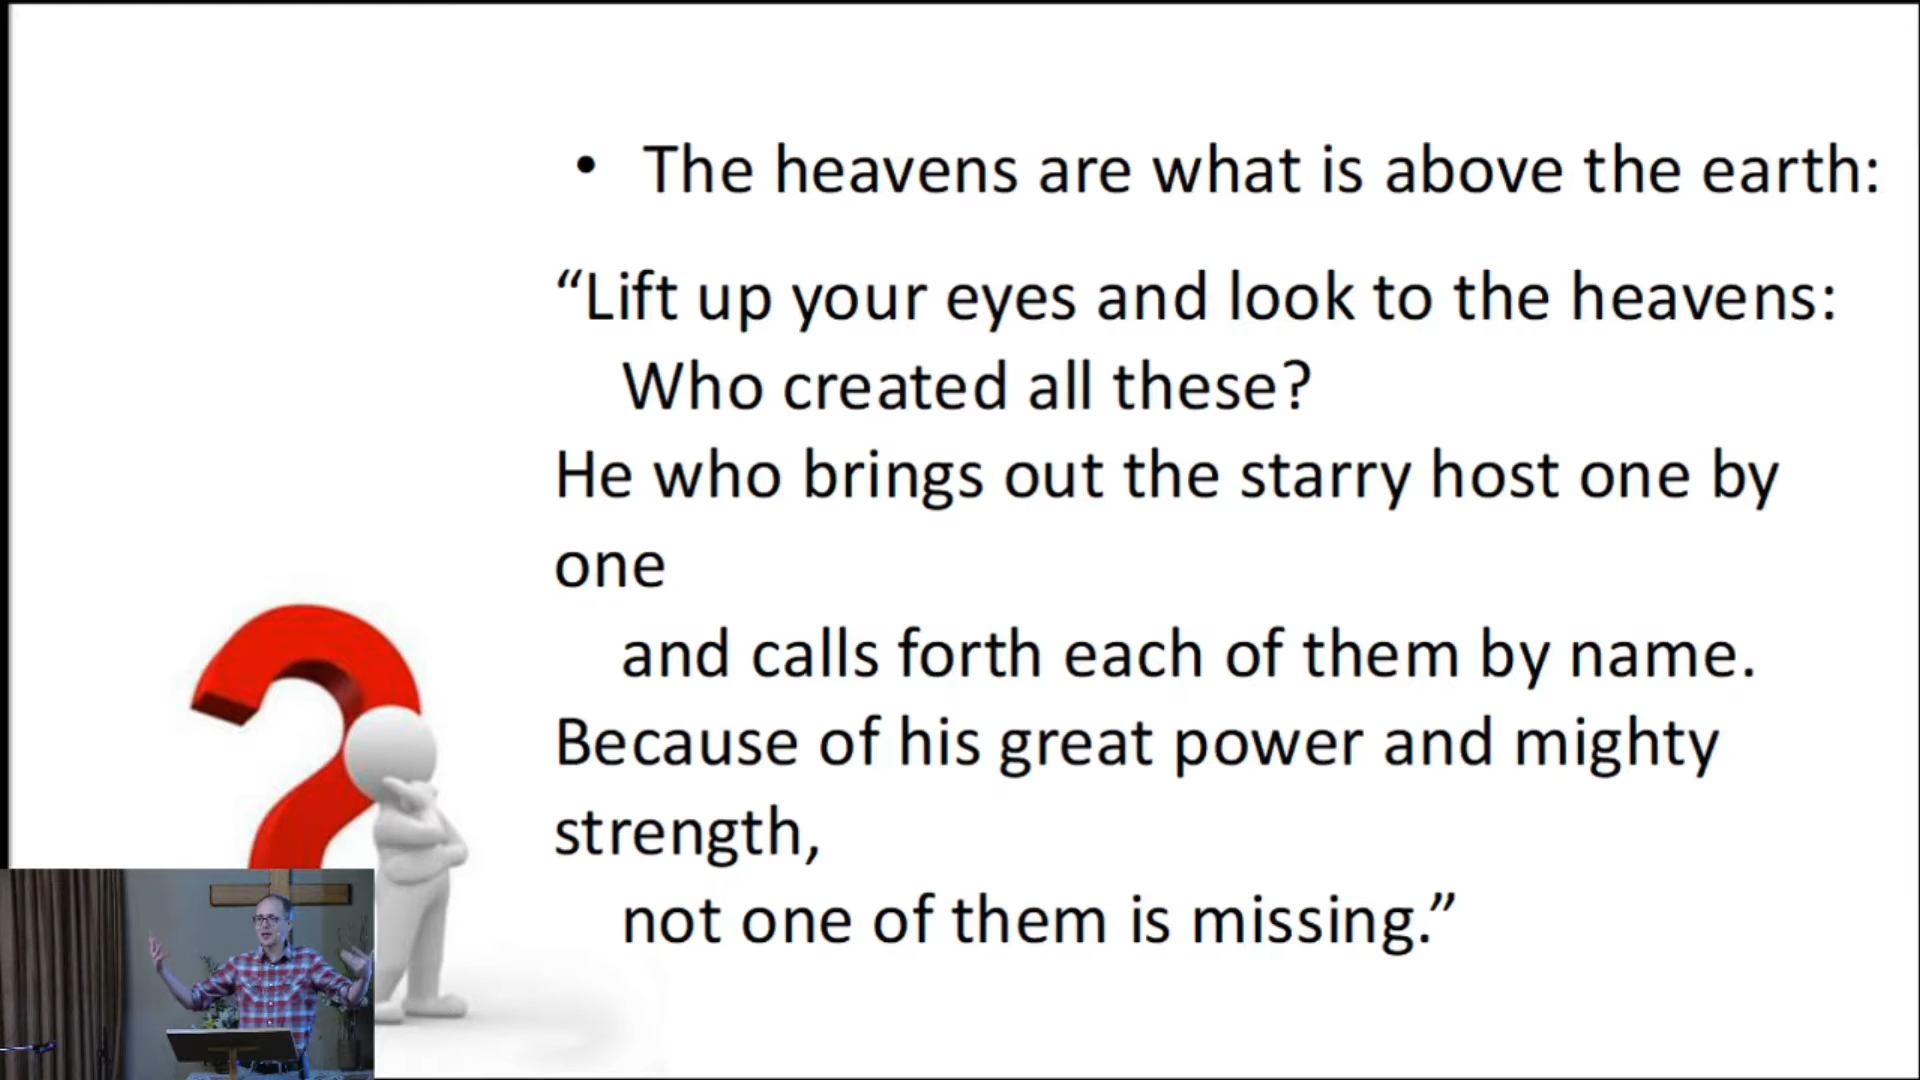 • The heavens are what is above the earth:
“Lift up your eyes and look to the heavens:
Who created all these?
He who brings out the starry host one by
one
and calls forth each of them by name.
Because of his great power and mighty
strength,
not one of them is missing.”